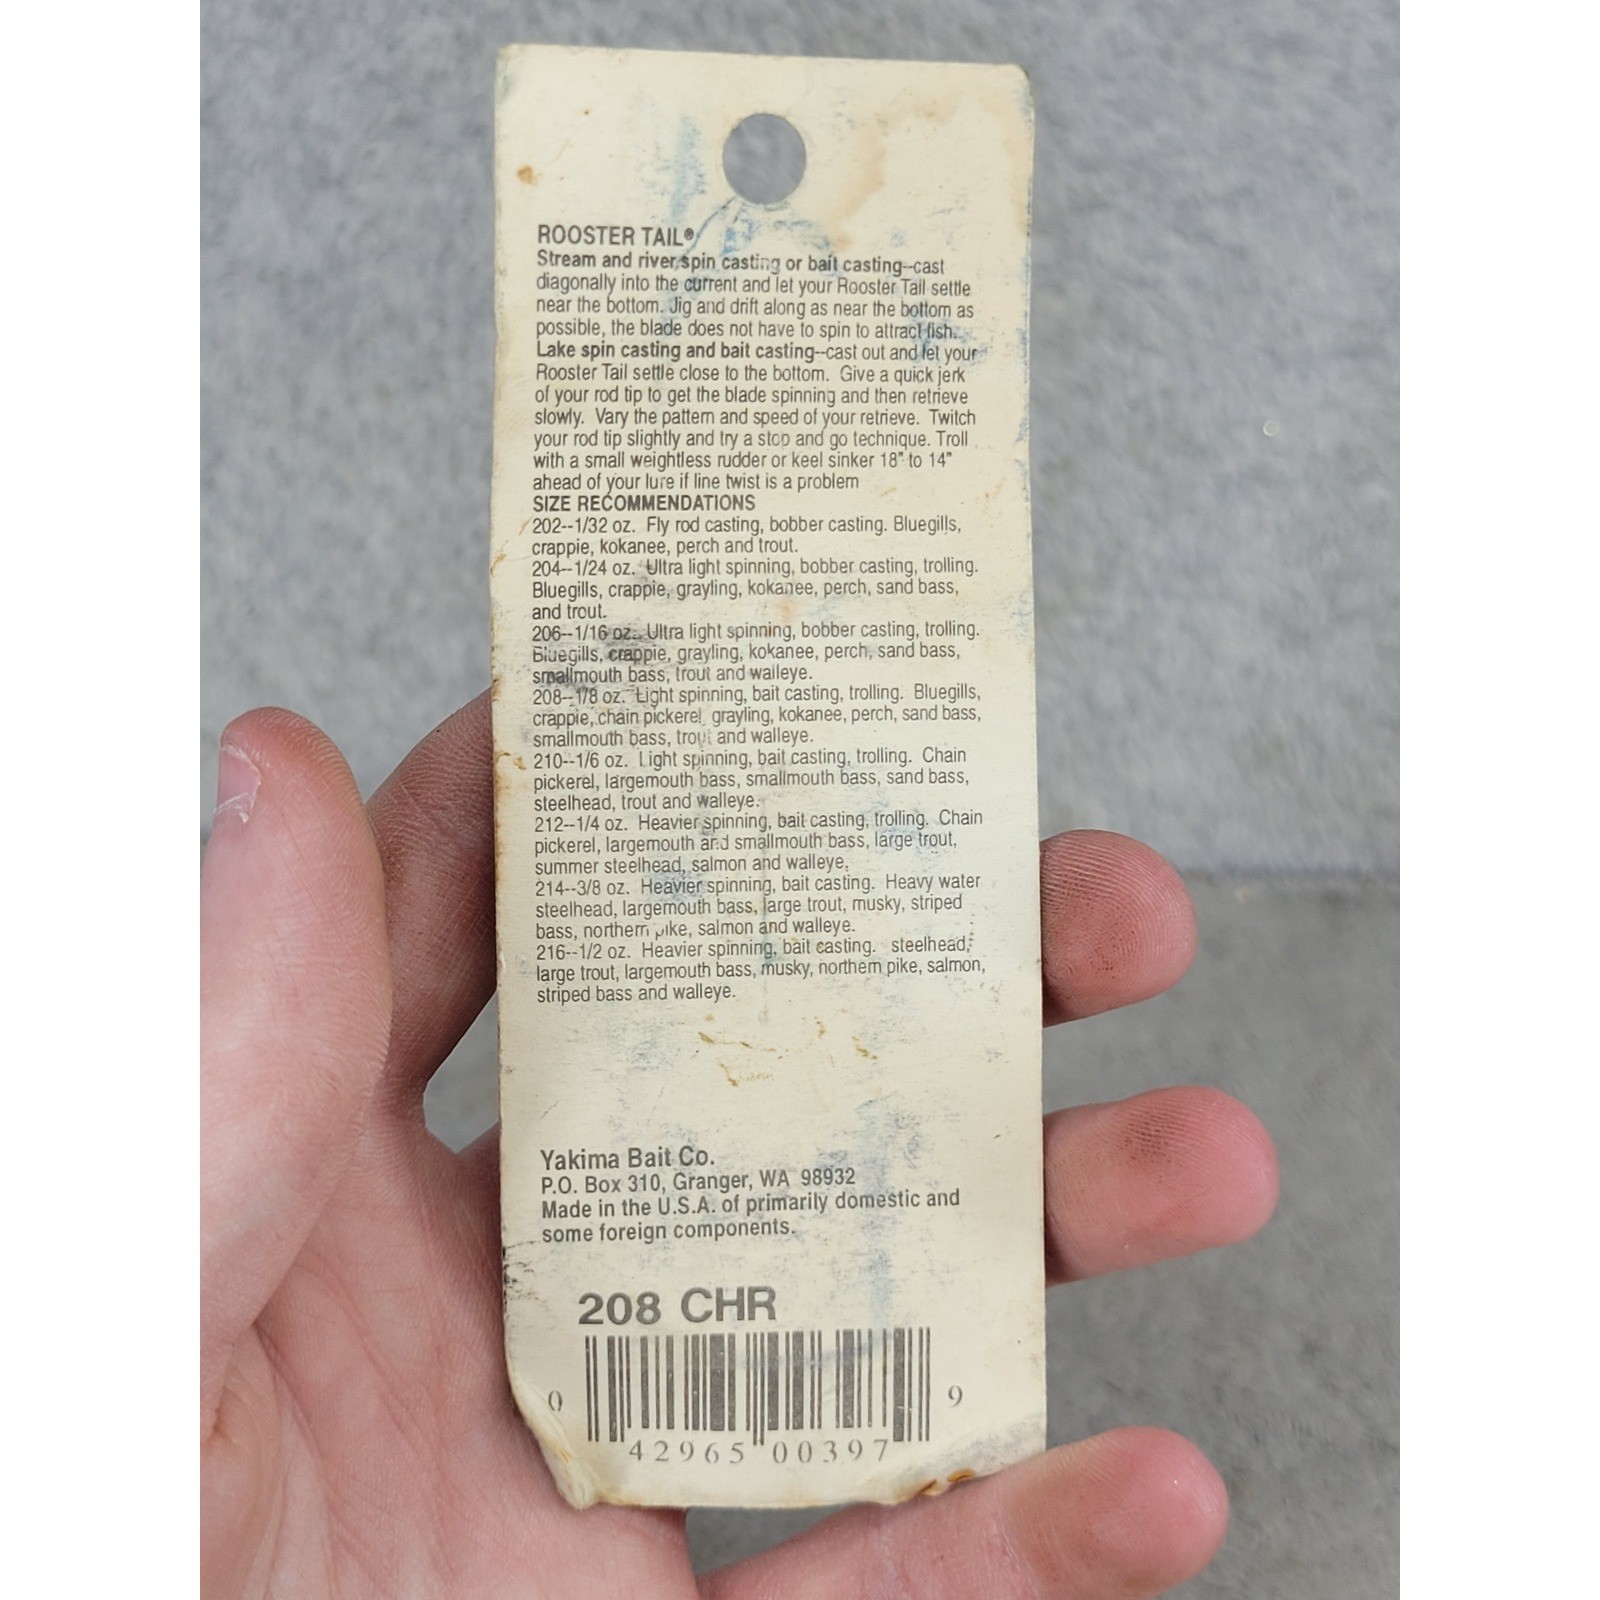 ROOSTER TAIL®
Stream and river spin casting or bait casting--cast
diagonally into the current and let your Rooster Tail settle
near the bottom. Jig and drift along as near the bottom as
possible, the blade does not have to spin to attract fish.
Lake spin casting and bait casting--cast out and let your
Rooster Tail settle close to the bottom. Give a quick jerk
of your rod tip to get the blade spinning and then retrieve
slowly. Vary the pattern and speed of your retrieve. Twitch
your rod tip slightly and try a stop and go technique. Troll
with a small weightless rudder or keel sinker 18" to 14"
ahead of your lure if line twist is a problem
SIZE RECOMMENDATIONS
202--1/32 oz. Fly rod casting, bobber casting. Bluegills,
crappie, kokanee, perch and trout.
204--1/24 oz. Ultra light spinning, bobber casting, trolling.
Bluegills, crappie, grayling, kokanee, perch, sand bass,
and trout.
206--1/16 oz. Ultra light spinning, bobber casting, trolling.
Bluegills, crappie, grayling, kokanee, perch, sand bass,
smallmouth bass, trout and walleye.
208--1/8 oz. Light spinning, bait casting, trolling. Bluegills,
crappie, chain pickerel, grayling, kokanee, perch, sand bass,
smallmouth bass, trout and walleye.
210--1/6 oz. Light spinning, bait casting, trolling. Chain
pickerel, largemouth bass, smallmouth bass, sand bass,
steelhead, trout and walleye.
212--1/4 oz. Heavier spinning, bait casting, trolling. Chain
pickerel, largemouth and smallmouth bass, large trout,
summer steelhead, salmon and walleye.
214--3/8 oz. Heavier spinning, bait casting. Heavy water
steelhead, largemouth bass, large trout, musky, striped
bass, northern pike, salmon and walleye.
216--1/2 oz. Heavier spinning, bait casting. steelhead,
large trout, largemouth bass, musky, northern pike, salmon,
striped bass and walleye.
Yakima Bait Co.
P.O. Box 310, Granger, WA 98932
Made in the U.S.A. of primarily domestic and
some foreign components.
208 CHR
0 42965 00397 9